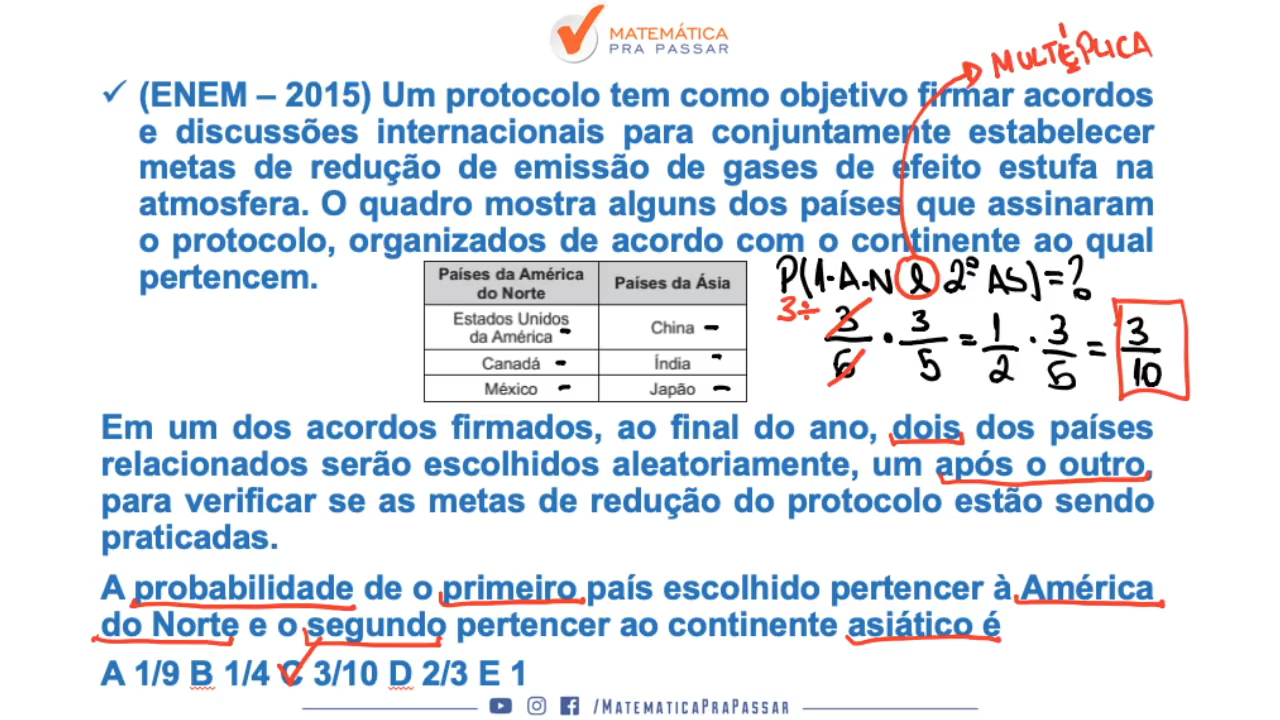 MATEMÁTICA
PRA PASSAR
MULTÍPLICA
✓ (ENEM – 2015) Um protocolo tem como objetivo firmar acordos
e discussões internacionais para conjuntamente estabelecer
metas de redução de emissão de gases de efeito estufa na
atmosfera. O quadro mostra alguns dos países que assinaram
o protocolo, organizados de acordo com o continente ao qual
pertencem.
Países da América do Norte | Países da Ásia
Estados Unidos da América | China
Canadá | Índia
México | Japão
P(1-A-N e 2º AS) = ?
3÷ 3/6 · 3/5 = 1/2 · 3/5 = 3/10
Em um dos acordos firmados, ao final do ano, dois dos países
relacionados serão escolhidos aleatoriamente, um após o outro,
para verificar se as metas de redução do protocolo estão sendo
praticadas.
A probabilidade de o primeiro país escolhido pertencer à América
do Norte e o segundo pertencer ao continente asiático é
A 1/9 B 1/4 C 3/10 D 2/3 E 1
/MATEMATICAPRAPASSAR